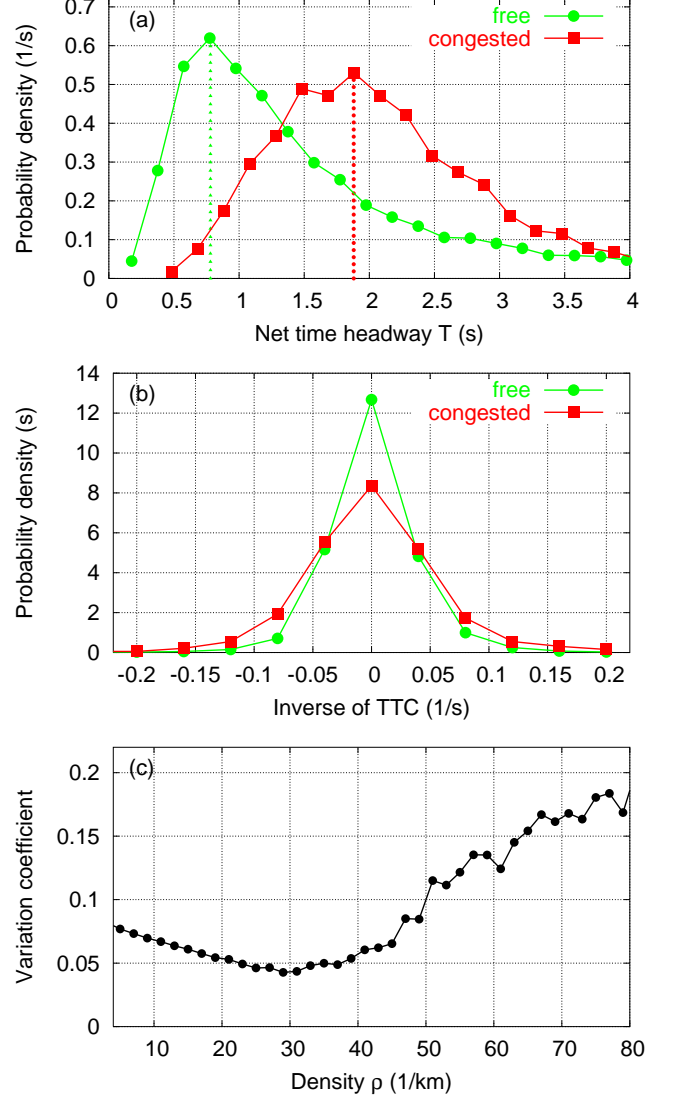 0.7
(a)
free
congested
0.6
0.5
0.4
0.3
0.2
0.1
0
Probability density (1/s)
0 0.5 1 1.5 2 2.5 3 3.5 4
Net time headway T (s)
14
(b)
free
congested
12
10
8
6
4
2
0
Probability density (s)
-0.2 -0.15 -0.1 -0.05 0 0.05 0.1 0.15 0.2
Inverse of TTC (1/s)
(c)
0.2
0.15
0.1
0.05
0
Variation coefficient
10 20 30 40 50 60 70 80
Density ρ (1/km)